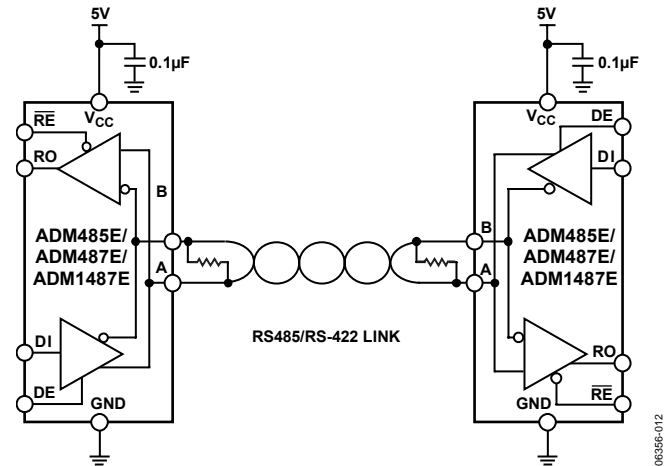 5V
0.1µF
VCC
RE
RO
B
ADM485E/
ADM487E/
ADM1487E
A
DI
DE
GND
RS485/RS-422 LINK
5V
0.1µF
VCC
DE
DI
B
ADM485E/
ADM487E/
ADM1487E
A
RO
RE
GND
06356-012